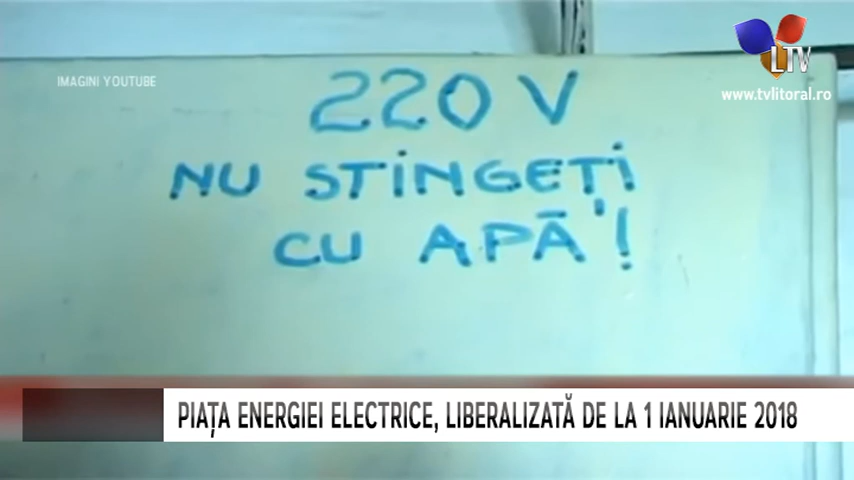 LTV
www.tvlitoral.ro
IMAGINI YOUTUBE
220 V
NU STINGEȚI
CU APĂ!
PIAȚA ENERGIEI ELECTRICE, LIBERALIZATĂ DE LA 1 IANUARIE 2018